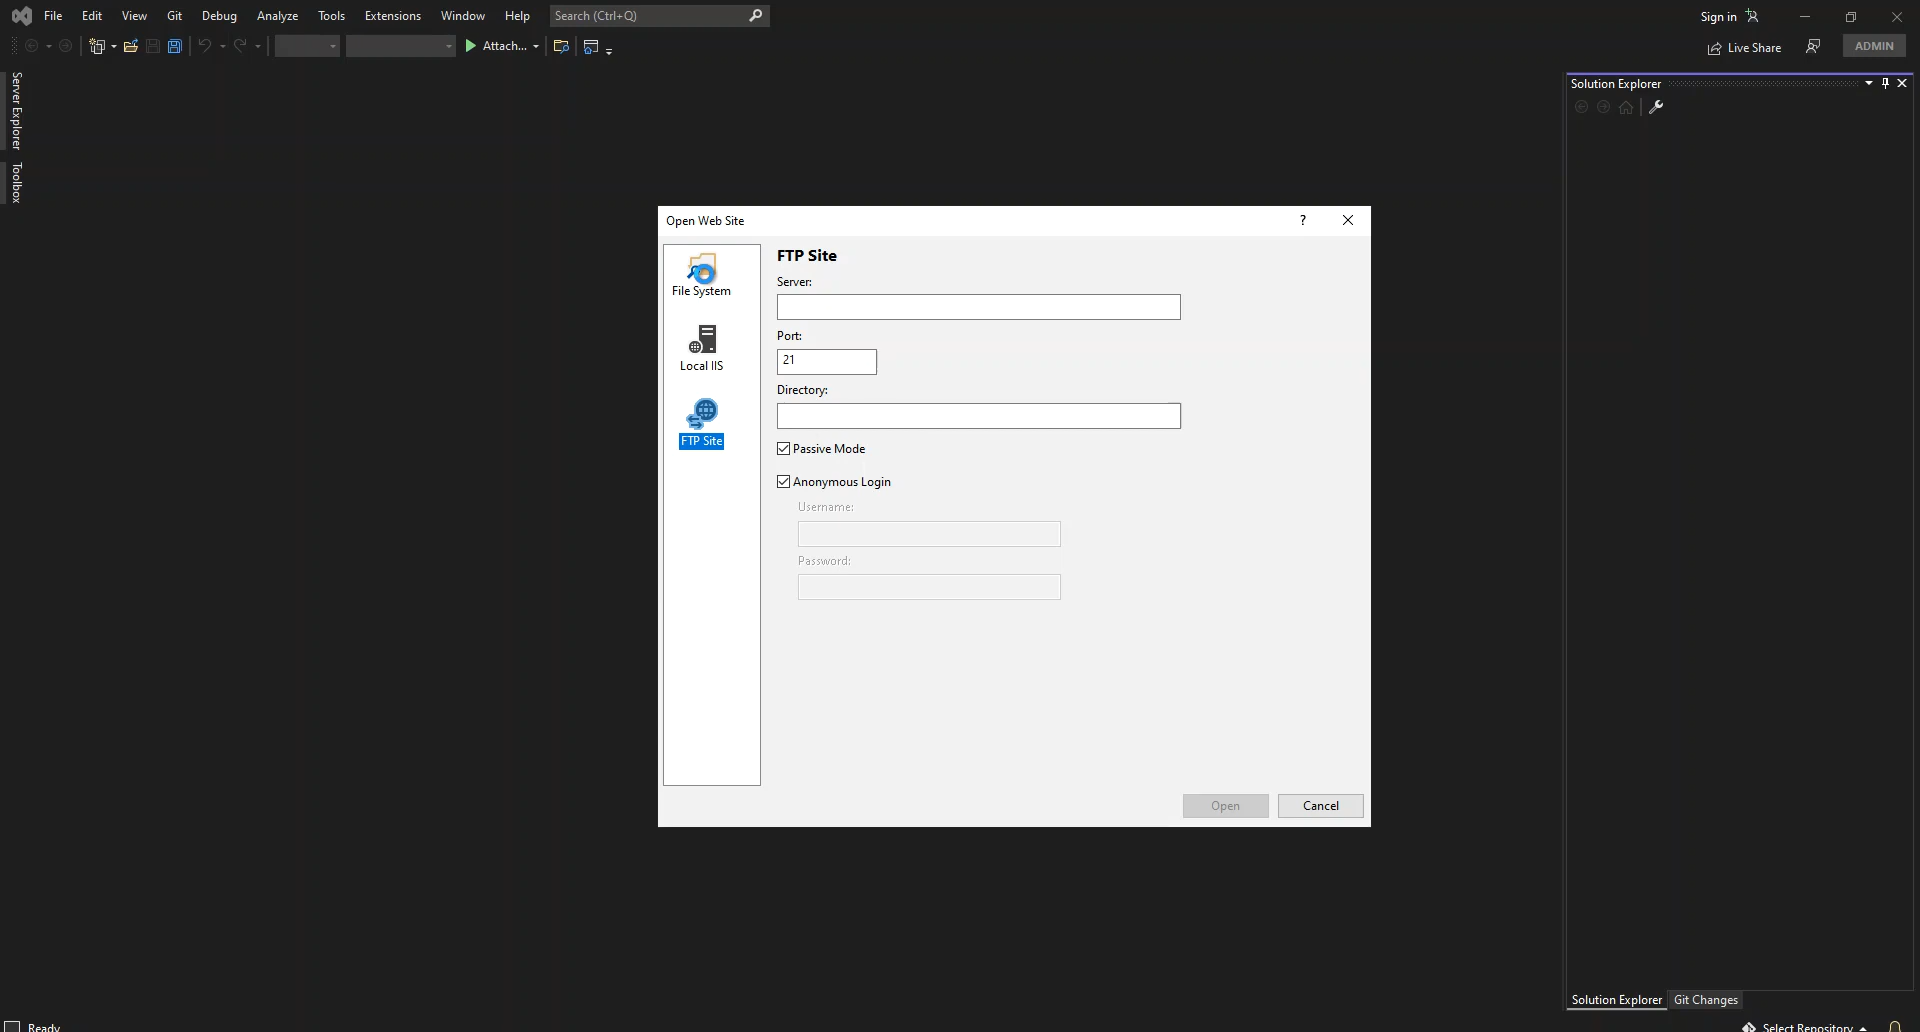 File Edit View Git Debug Analyze Tools Extensions Window Help Search (Ctrl+Q) Sign in
Attach... Live Share ADMIN
Server Explorer
Toolbox
Solution Explorer
Open Web Site ?
File System
Local IIS
FTP Site
FTP Site
Server:
Port:
21
Directory:
Passive Mode
Anonymous Login
Username:
Password:
Open Cancel
Solution Explorer Git Changes
Ready Select Repository